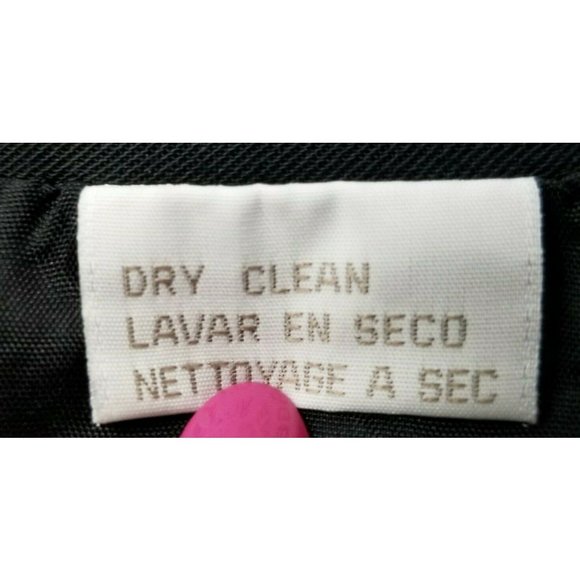 DRY CLEAN
LAVAR EN SECO
NETTOYAGE A SEC